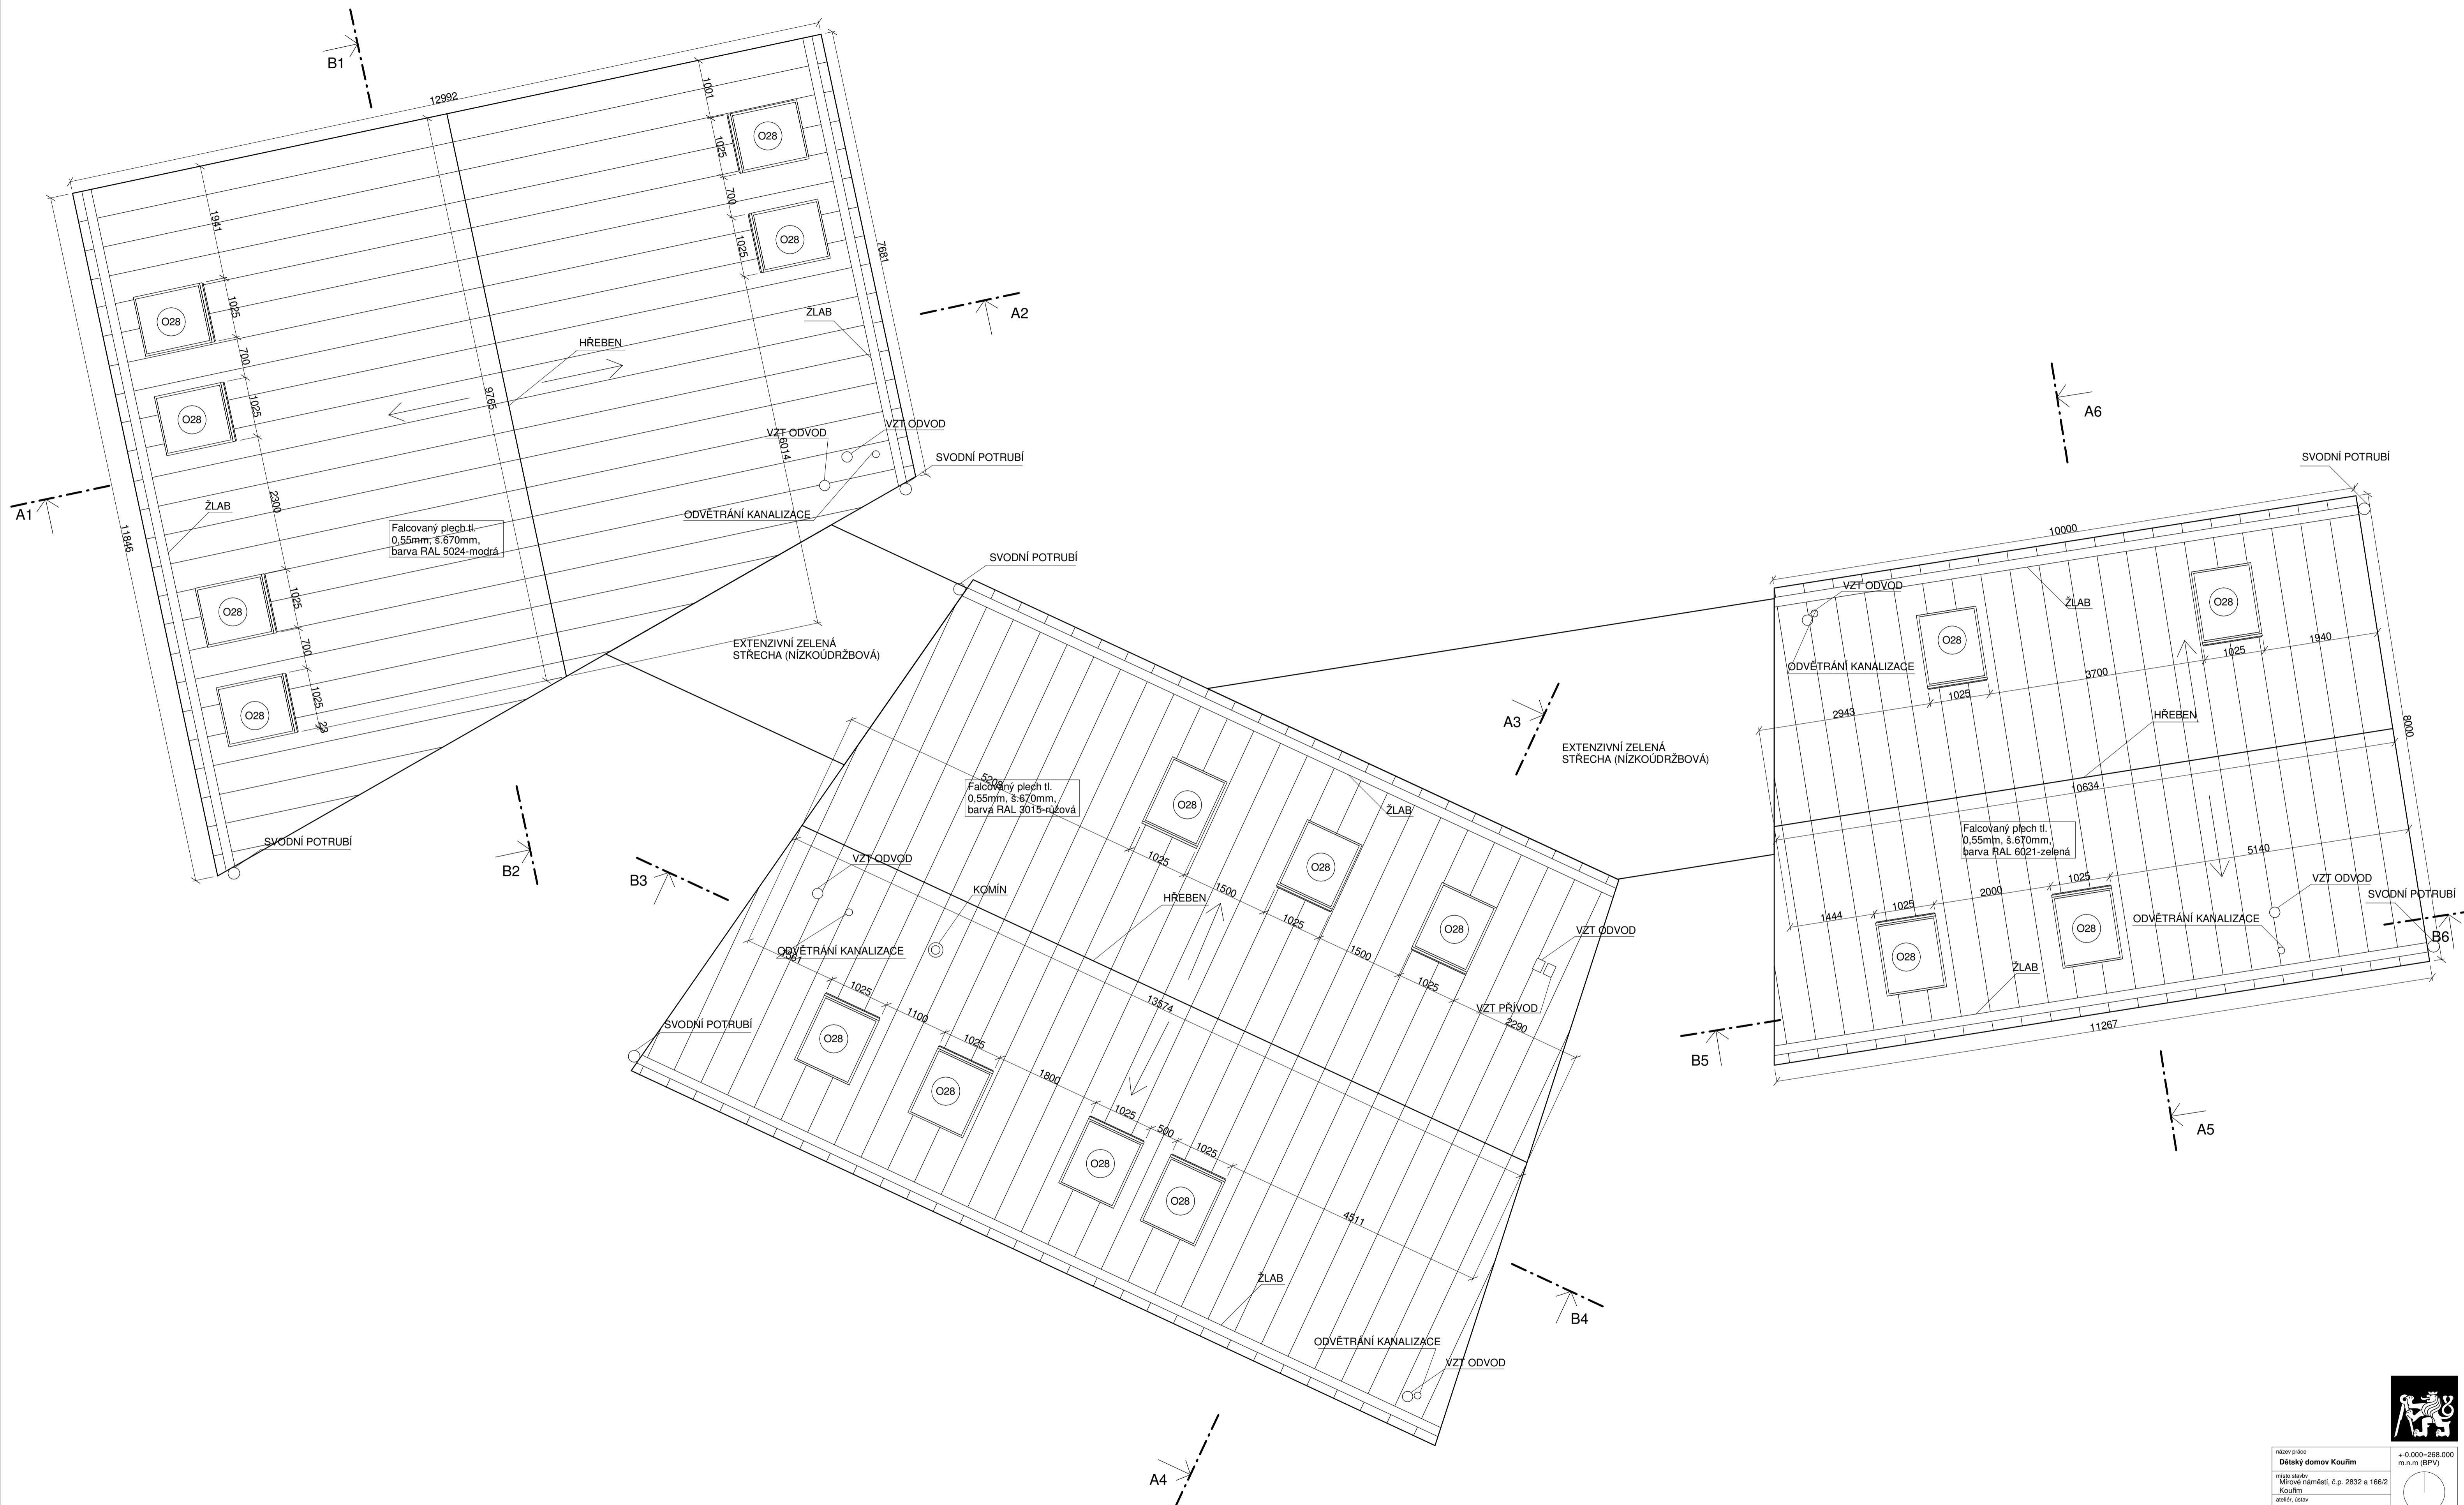 B1
12992
1001
O28
1025
700
O28
1025
7681
1941
O28
1025
700
O28
1025
ŽLAB
HŘEBEN
A2
9765
6014
VZT ODVOD
VZT ODVOD
SVODNÍ POTRUBÍ
ODVĚTRÁNÍ KANALIZACE
A1
ŽLAB
11846
2300
Falcovaný plech tl.
0,55mm, š.670mm,
barva RAL 5024-modrá
O28
1025
700
O28
1025
23
SVODNÍ POTRUBÍ
B2
EXTENZIVNÍ ZELENÁ
STŘECHA (NÍZKOÚDRŽBOVÁ)
SVODNÍ POTRUBÍ
B3
5208
Falcovaný plech tl.
0,55mm, š.670mm,
barva RAL 3015-růžová
O28
1025
1500
O28
1025
1500
O28
1025
2290
ŽLAB
A3
EXTENZIVNÍ ZELENÁ
STŘECHA (NÍZKOÚDRŽBOVÁ)
VZT ODVOD
KOMÍN
HŘEBEN
ODVĚTRÁNÍ KANALIZACE
VZT ODVOD
VZT PŘÍVOD
13574
SVODNÍ POTRUBÍ
1025
O28
1100
1025
O28
1800
1025
O28
500
1025
O28
4511
ŽLAB
B4
ODVĚTRÁNÍ KANALIZACE
VZT ODVOD
A4
A6
SVODNÍ POTRUBÍ
10000
VZT ODVOD
ŽLAB
ODVĚTRÁNÍ KANALIZACE
O28
O28
2943
1025
3700
1025
1940
HŘEBEN
8000
10634
Falcovaný plech tl.
0,55mm, š.670mm,
barva RAL 6021-zelená
5140
1444
1025
2000
1025
O28
O28
VZT ODVOD
SVODNÍ POTRUBÍ
ODVĚTRÁNÍ KANALIZACE
B6
ŽLAB
11267
B5
A5
název práce
Dětský domov Kouřim
místo stavby
Mírové náměstí, č.p. 2832 a 166/2
Kouřim
ateliér, ústav
+-0.000=268.000
m.n.m (BPV)